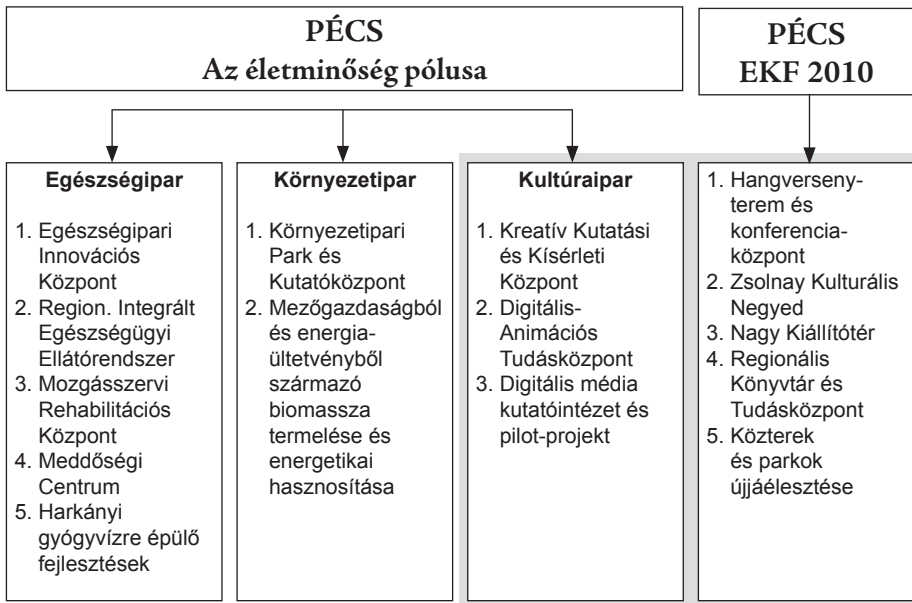 PÉCS
Az életminőség pólusa
PÉCS
EKF 2010
Egészségipar
1. Egészségipari
Innovációs
Központ
2. Region. Integrált
Egészségügyi
Ellátórendszer
3. Mozgásszervi
Rehabilitációs
Központ
4. Meddőségi
Centrum
5. Harkányi
gyógyvízre épülő
fejlesztések
Környezetipar
1. Környezetipari
Park és
Kutatóközpont
2. Mezőgazdaságból
és energia-
ültetvényből
származó
biomassza
termelése és
energetikai
hasznosítása
Kultúraipar
1. Kreatív Kutatási
és Kísérleti
Központ
2. Digitális-
Animációs
Tudásközpont
3. Digitális média
kutatóintézet és
pilot-projekt
1. Hangverseny-
terem és
konferencia-
központ
2. Zsolnay Kulturális
Negyed
3. Nagy Kiállítótér
4. Regionális
Könyvtár és
Tudásközpont
5. Közterek
és parkok
újjáélesztése